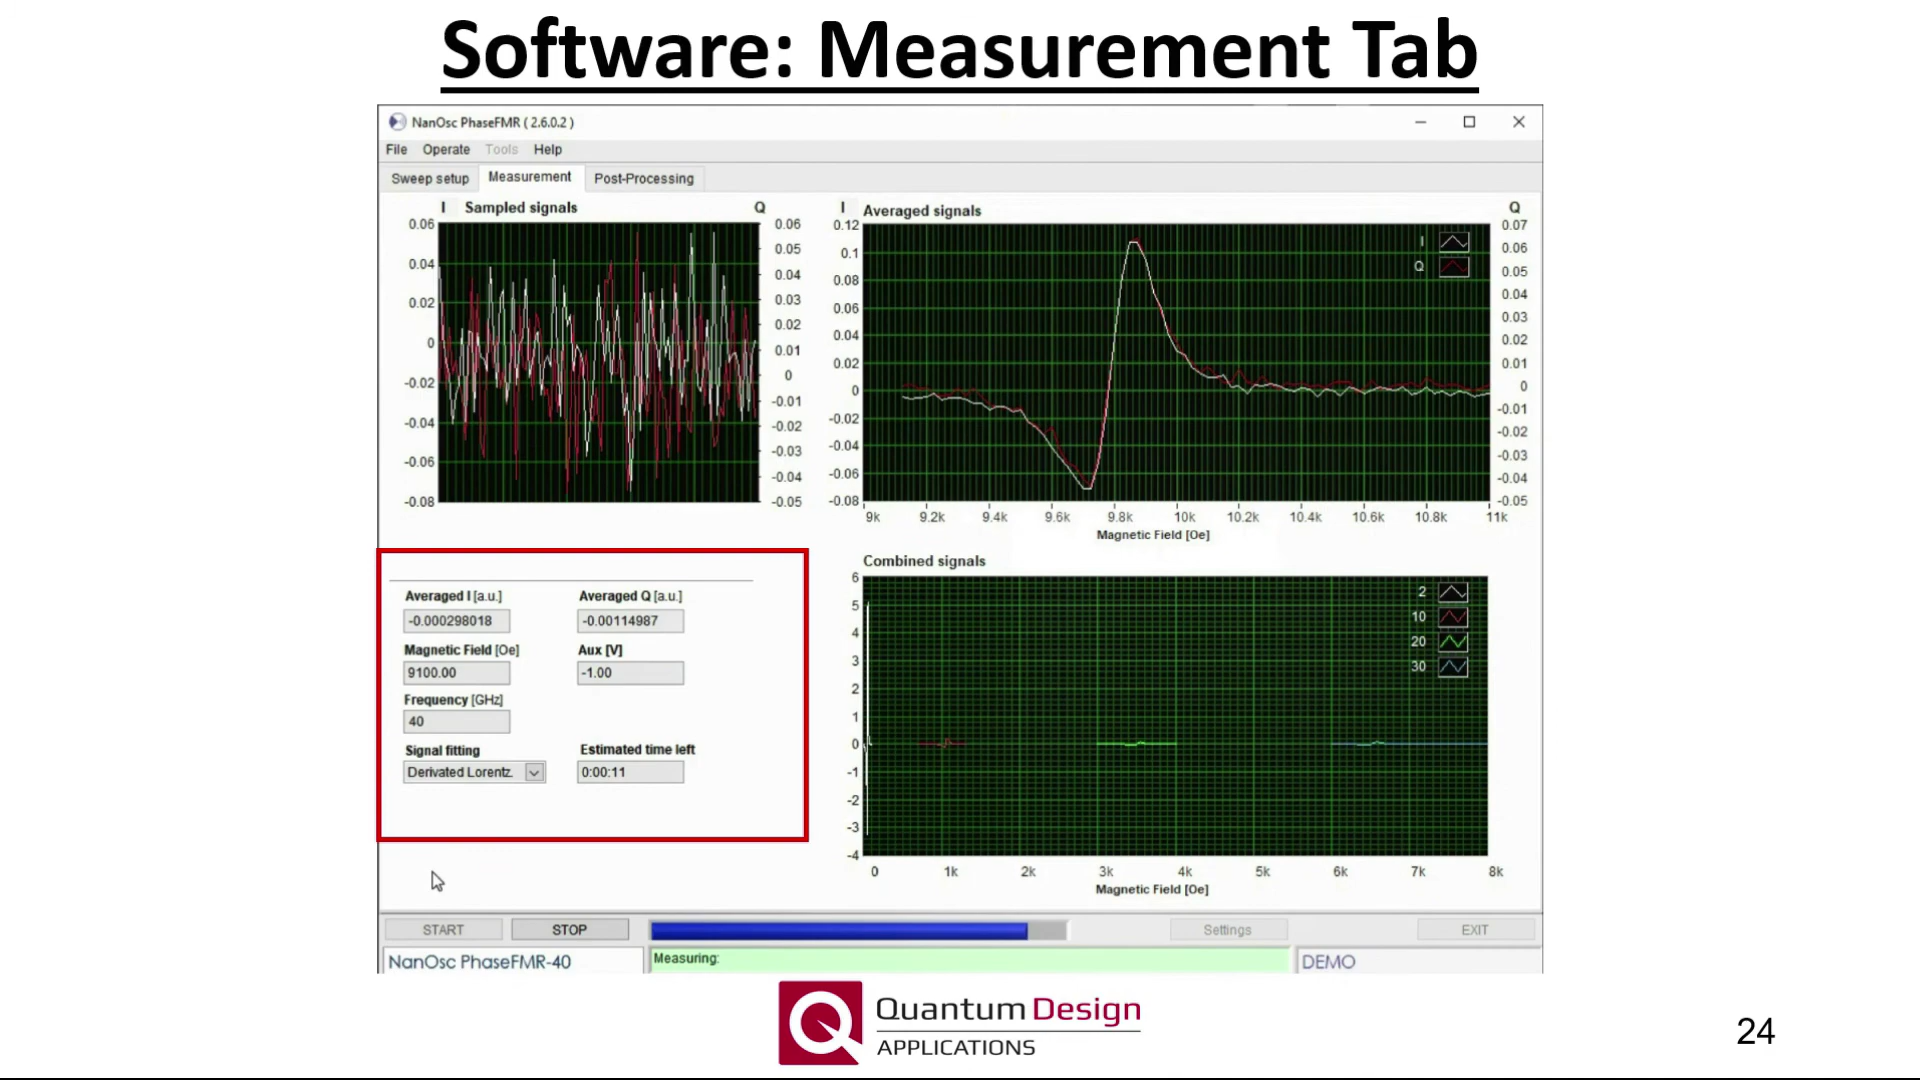 Software: Measurement Tab
NanOsc PhaseFMR ( 2.6.0.2 )
File Operate Tools Help
Sweep setup Measurement Post-Processing
I Sampled signals Q
0.06
0.04
0.02
0
-0.02
-0.04
-0.06
-0.08
0.06
0.05
0.04
0.03
0.02
0.01
0
-0.01
-0.02
-0.03
-0.04
-0.05
I Averaged signals Q
0.12
0.1
0.08
0.06
0.04
0.02
0
-0.02
-0.04
-0.06
-0.08
I
Q
0.07
0.06
0.05
0.04
0.03
0.02
0.01
0
-0.01
-0.02
-0.03
-0.04
-0.05
9k 9.2k 9.4k 9.6k 9.8k 10k 10.2k 10.4k 10.6k 10.8k 11k
Magnetic Field [Oe]
Averaged I [a.u.] Averaged Q [a.u.]
-0.000298018 -0.00114987
Magnetic Field [Oe] Aux [V]
9100.00 -1.00
Frequency [GHz]
40
Signal fitting Estimated time left
Derivated Lorentz. 0:00:11
Combined signals
6
5
4
3
2
1
0
-1
-2
-3
-4
2
10
20
30
0 1k 2k 3k 4k 5k 6k 7k 8k
Magnetic Field [Oe]
START STOP Settings EXIT
NanOsc PhaseFMR-40 Measuring: DEMO
Quantum Design
APPLICATIONS
24